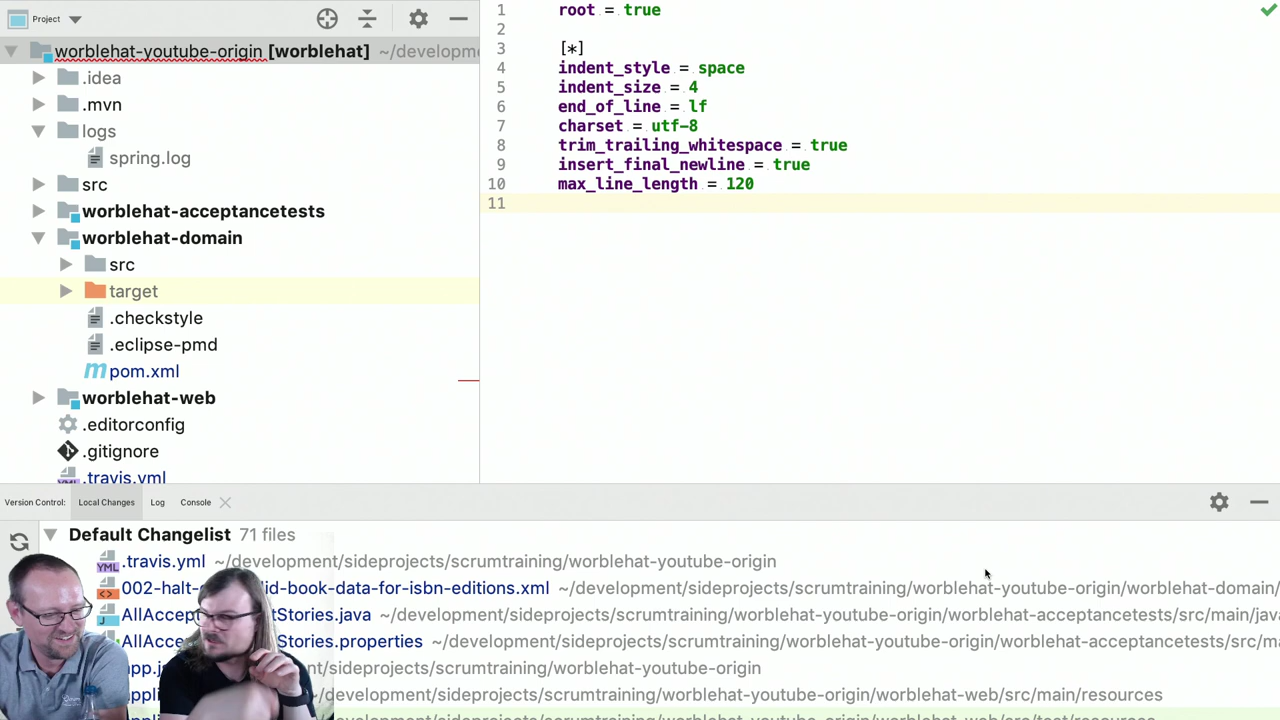 Project
worblehat-youtube-origin [worblehat] ~/developm
.idea
.mvn
logs
spring.log
src
worblehat-acceptancetests
worblehat-domain
src
target
.checkstyle
.eclipse-pmd
pom.xml
worblehat-web
.editorconfig
.gitignore
.travis.yml
1 root = true
2
3 [*]
4 indent_style = space
5 indent_size = 4
6 end_of_line = lf
7 charset = utf-8
8 trim_trailing_whitespace = true
9 insert_final_newline = true
10 max_line_length = 120
11
Version Control: Local Changes Log Console
Default Changelist 71 files
YML .travis.yml ~/development/sideprojects/scrumtraining/worblehat-youtube-origin
002-halt- id-book-data-for-isbn-editions.xml ~/development/sideprojects/scrumtraining/worblehat-youtube-origin/worblehat-domain/
AllAccep tStories.java ~/development/sideprojects/scrumtraining/worblehat-youtube-origin/worblehat-acceptancetests/src/main/java
AllAccep Stories.properties ~/development/sideprojects/scrumtraining/worblehat-youtube-origin/worblehat-acceptancetests/src/ma
~/development/sideprojects/scrumtraining/worblehat-youtube-origin
~/development/sideprojects/scrumtraining/worblehat-youtube-origin/worblehat-web/src/main/resources